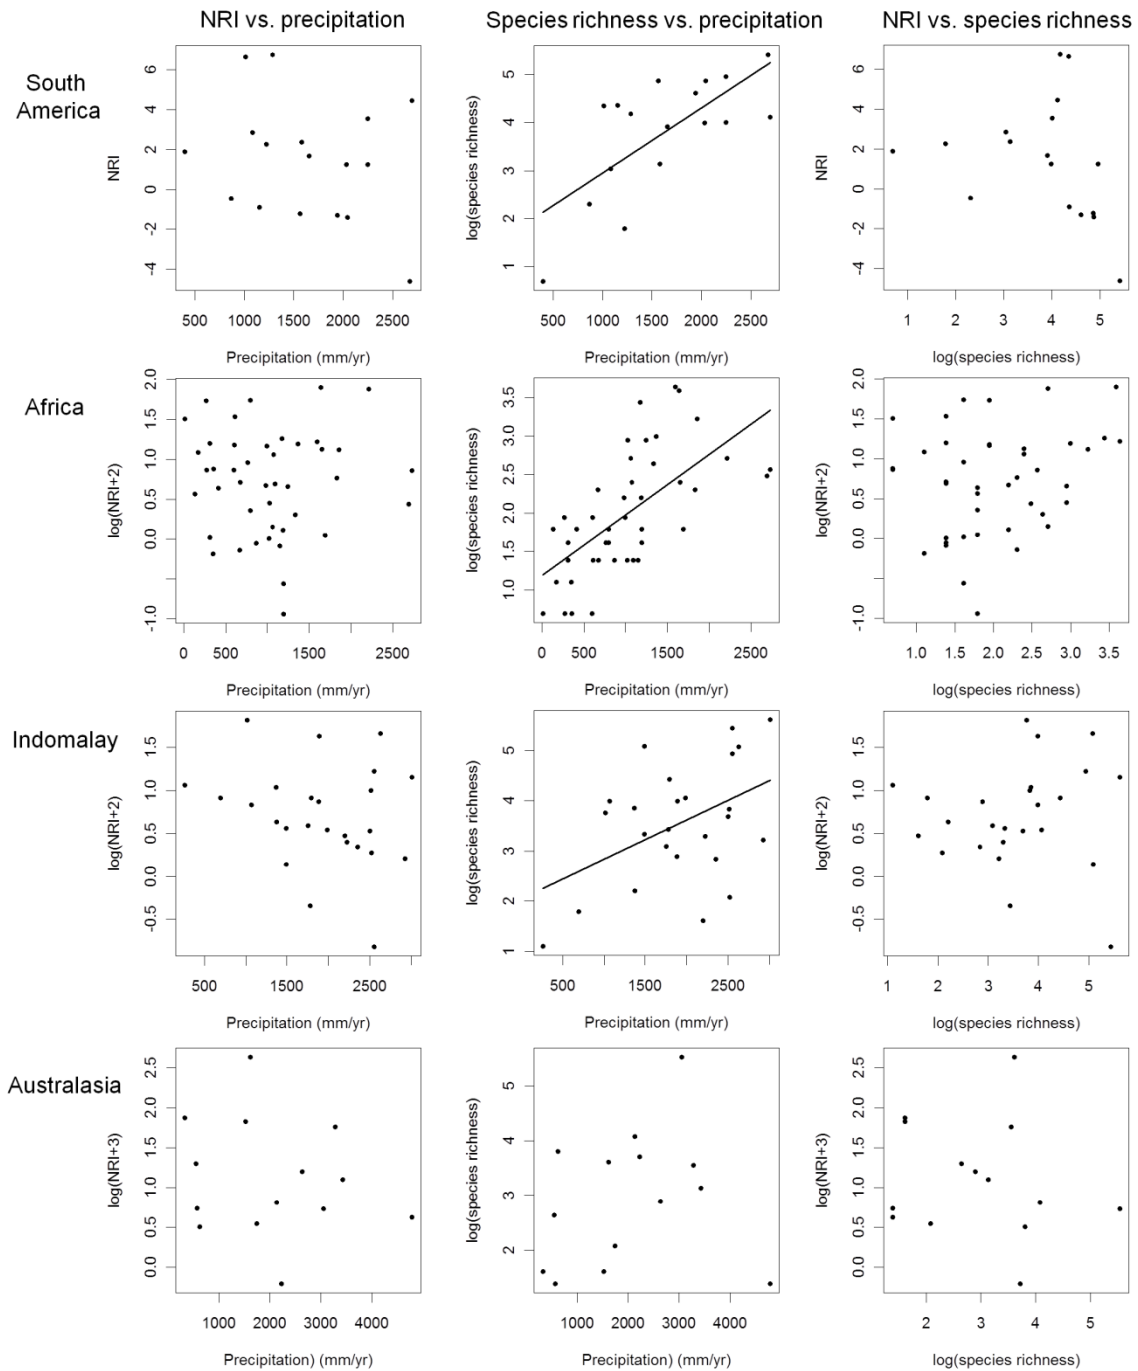 NRI vs. precipitation
Species richness vs. precipitation
NRI vs. species richness
South
America
NRI
6
4
2
0
-2
-4
500 1000 1500 2000 2500
Precipitation (mm/yr)
log(species richness)
5
4
3
2
1
500 1000 1500 2000 2500
Precipitation (mm/yr)
NRI
6
4
2
0
-2
-4
1 2 3 4 5
log(species richness)
Africa
log(NRI+2)
2.0
1.5
1.0
0.5
0.0
-1.0
0 500 1000 1500 2000 2500
Precipitation (mm/yr)
log(species richness)
3.5
3.0
2.5
2.0
1.5
1.0
0 500 1000 1500 2000 2500
Precipitation (mm/yr)
log(NRI+2)
2.0
1.5
1.0
0.5
0.0
-1.0
1.0 1.5 2.0 2.5 3.0 3.5
log(species richness)
Indomalay
log(NRI+2)
1.5
1.0
0.5
0.0
-0.5
500 1500 2500
Precipitation (mm/yr)
log(species richness)
5
4
3
2
1
500 1500 2500
Precipitation (mm/yr)
log(NRI+2)
1.5
1.0
0.5
0.0
-0.5
1 2 3 4 5
log(species richness)
Australasia
log(NRI+3)
2.5
2.0
1.5
1.0
0.5
0.0
1000 2000 3000 4000
Precipitation) (mm/yr)
log(species richness)
5
4
3
2
1000 2000 3000 4000
Precipitation) (mm/yr)
log(NRI+3)
2.5
2.0
1.5
1.0
0.5
0.0
2 3 4 5
log(species richness)